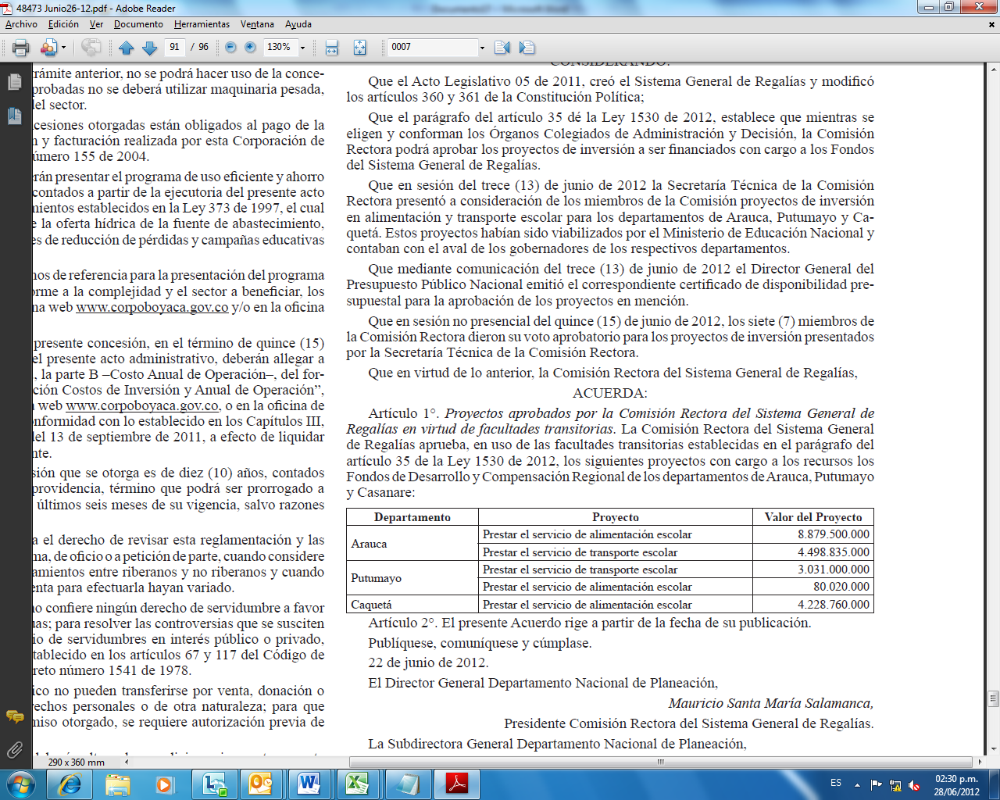 48473 Junio26-12.pdf - Adobe Reader
Archivo Edición Ver Documento Herramientas Ventana Ayuda
91 / 96 130% 0007
trámite anterior, no se podrá hacer uso de la conce-
probadas no se deberá utilizar maquinaria pesada,
del sector.
cesiones otorgadas están obligados al pago de la
n y facturación realizada por esta Corporación de
número 155 de 2004.
erán presentar el programa de uso eficiente y ahorro
contados a partir de la ejecutoria del presente acto
mientos establecidos en la Ley 373 de 1997, el cual
e la oferta hídrica de la fuente de abastecimiento,
es de reducción de pérdidas y campañas educativas
nos de referencia para la presentación del programa
orme a la complejidad y el sector a beneficiar, los
na web www.corpoboyaca.gov.co y/o en la oficina
presente concesión, en el término de quince (15)
el presente acto administrativo, deberán allegar a
, la parte B –Costo Anual de Operación–, del for-
ción Costos de Inversión y Anual de Operación”,
web www.corpoboyaca.gov.co, o en la oficina de
onformidad con lo establecido en los Capítulos III,
del 13 de septiembre de 2011, a efecto de liquidar
nte.
sión que se otorga es de diez (10) años, contados
providencia, término que podrá ser prorrogado a
últimos seis meses de su vigencia, salvo razones
a el derecho de revisar esta reglamentación y las
ma, de oficio o a petición de parte, cuando considere
amientos entre riberanos y no riberanos y cuando
enta para efectuarla hayan variado.
no confiere ningún derecho de servidumbre a favor
uas; para resolver las controversias que se susciten
io de servidumbres en interés público o privado,
stablecido en los artículos 67 y 117 del Código de
reto número 1541 de 1978.
ico no pueden transferirse por venta, donación o
rechos personales o de otra naturaleza; para que
miso otorgado, se requiere autorización previa de
CONSIDERANDO:
Que el Acto Legislativo 05 de 2011, creó el Sistema General de Regalías y modificó
los artículos 360 y 361 de la Constitución Política;
Que el parágrafo del artículo 35 dé la Ley 1530 de 2012, establece que mientras se
eligen y conforman los Órganos Colegiados de Administración y Decisión, la Comisión
Rectora podrá aprobar los proyectos de inversión a ser financiados con cargo a los Fondos
del Sistema General de Regalías.
Que en sesión del trece (13) de junio de 2012 la Secretaría Técnica de la Comisión
Rectora presentó a consideración de los miembros de la Comisión proyectos de inversión
en alimentación y transporte escolar para los departamentos de Arauca, Putumayo y Ca-
quetá. Estos proyectos habían sido viabilizados por el Ministerio de Educación Nacional y
contaban con el aval de los gobernadores de los respectivos departamentos.
Que mediante comunicación del trece (13) de junio de 2012 el Director General del
Presupuesto Público Nacional emitió el correspondiente certificado de disponibilidad pre-
supuestal para la aprobación de los proyectos en mención.
Que en sesión no presencial del quince (15) de junio de 2012, los siete (7) miembros de
la Comisión Rectora dieron su voto aprobatorio para los proyectos de inversión presentados
por la Secretaría Técnica de la Comisión Rectora.
Que en virtud de lo anterior, la Comisión Rectora del Sistema General de Regalías,
ACUERDA:
Artículo 1°. Proyectos aprobados por la Comisión Rectora del Sistema General de
Regalías en virtud de facultades transitorias. La Comisión Rectora del Sistema General
de Regalías aprueba, en uso de las facultades transitorias establecidas en el parágrafo del
artículo 35 de la Ley 1530 de 2012, los siguientes proyectos con cargo a los recursos los
Fondos de Desarrollo y Compensación Regional de los departamentos de Arauca, Putumayo
y Casanare:
Departamento Proyecto Valor del Proyecto
Arauca Prestar el servicio de alimentación escolar 8.879.500.000
Prestar el servicio de transporte escolar 4.498.835.000
Putumayo Prestar el servicio de transporte escolar 3.031.000.000
Prestar el servicio de alimentación escolar 80.020.000
Caquetá Prestar el servicio de alimentación escolar 4.228.760.000
Artículo 2°. El presente Acuerdo rige a partir de la fecha de su publicación.
Publíquese, comuníquese y cúmplase.
22 de junio de 2012.
El Director General Departamento Nacional de Planeación,
Mauricio Santa María Salamanca,
Presidente Comisión Rectora del Sistema General de Regalías.
La Subdirectora General Departamento Nacional de Planeación,
290 x 360 mm
ES 02:30 p.m.
28/06/2012